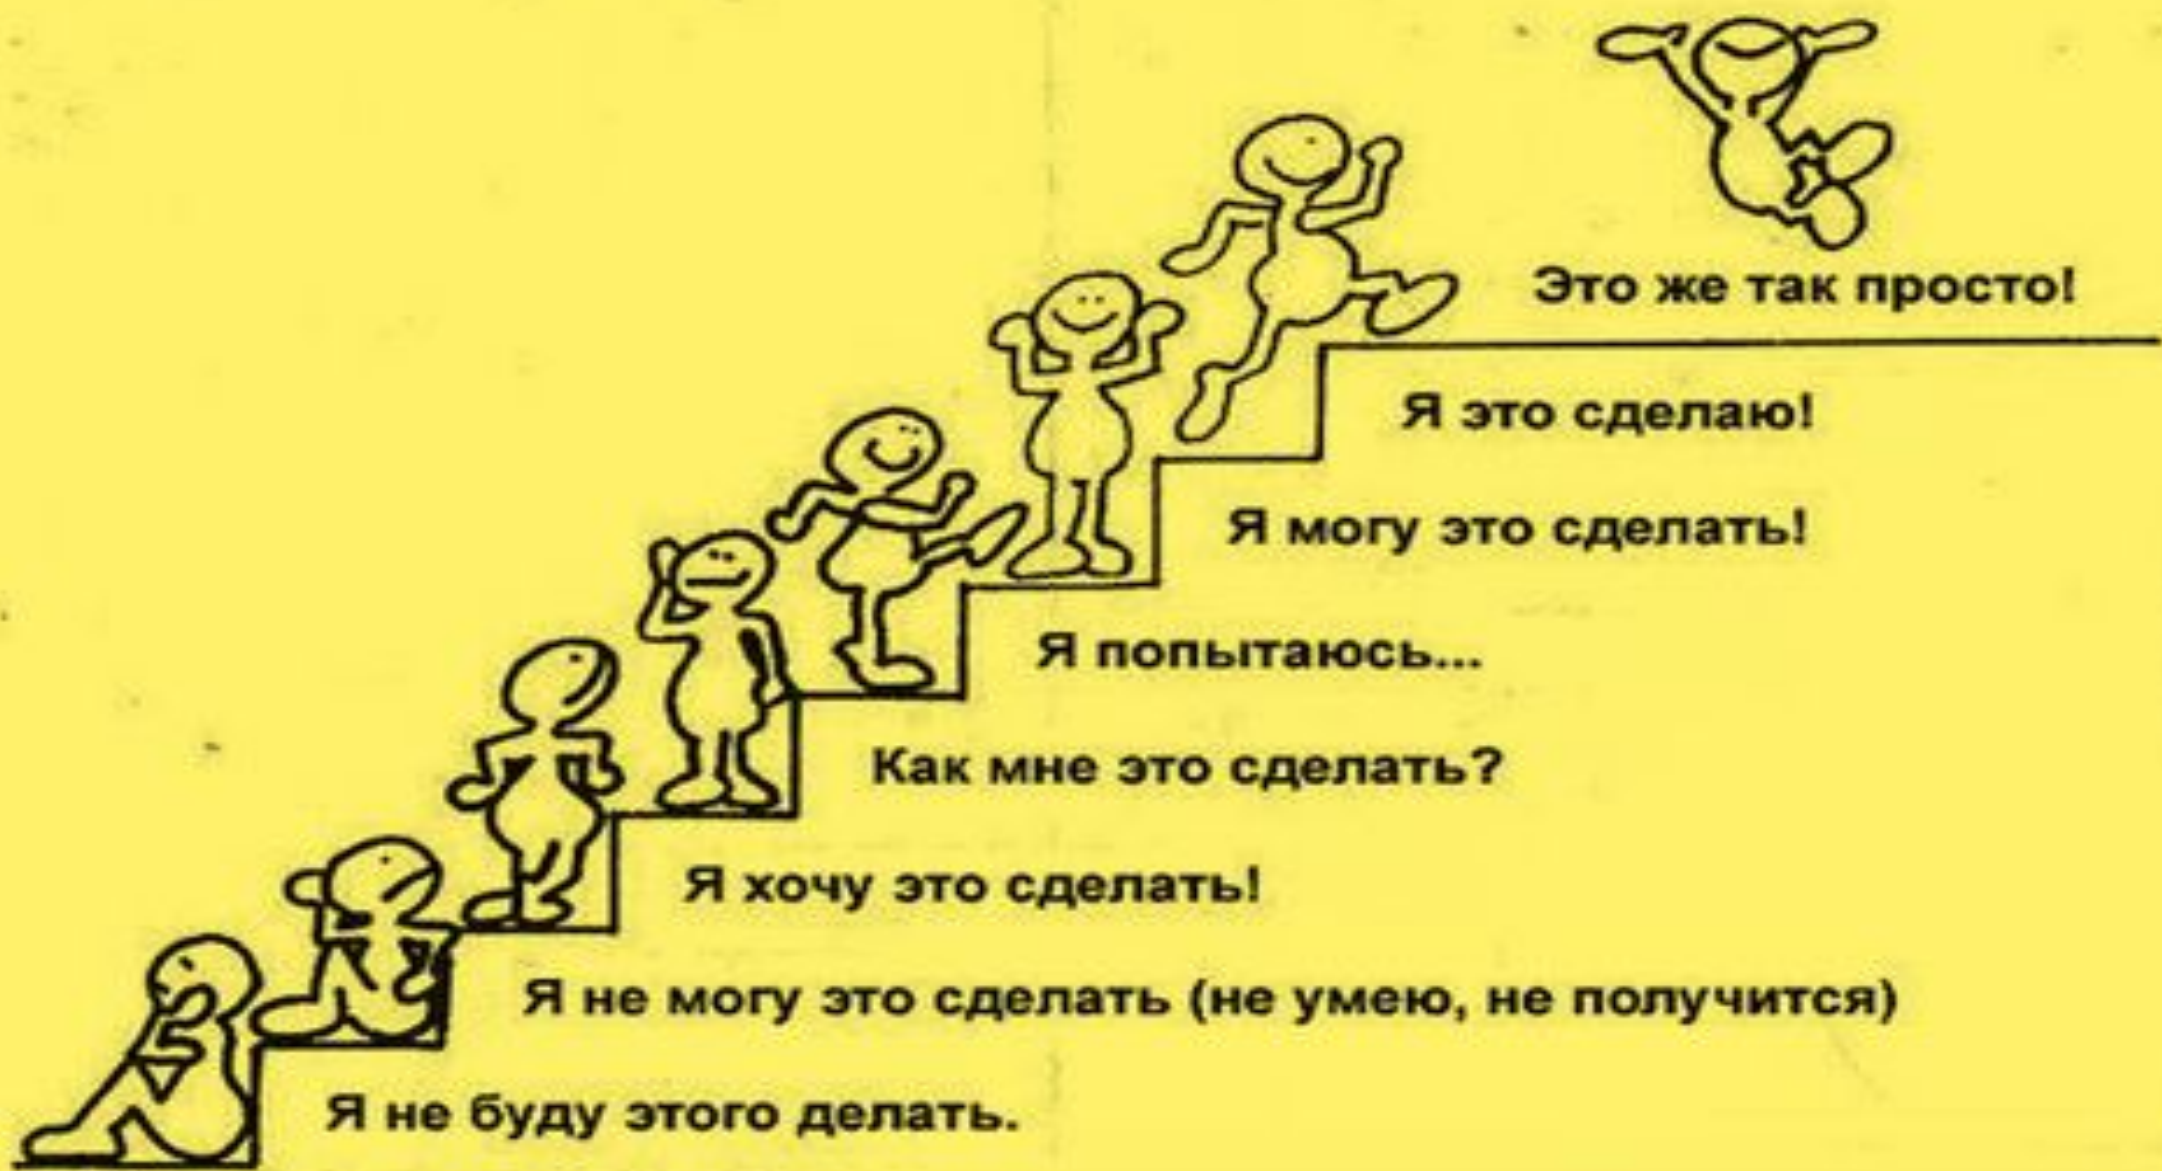 Это же так просто!
Я это сделаю!
Я могу это сделать!
Я попытаюсь...
Как мне это сделать?
Я хочу это сделать!
Я не могу это сделать (не умею, не получится)
Я не буду этого делать.